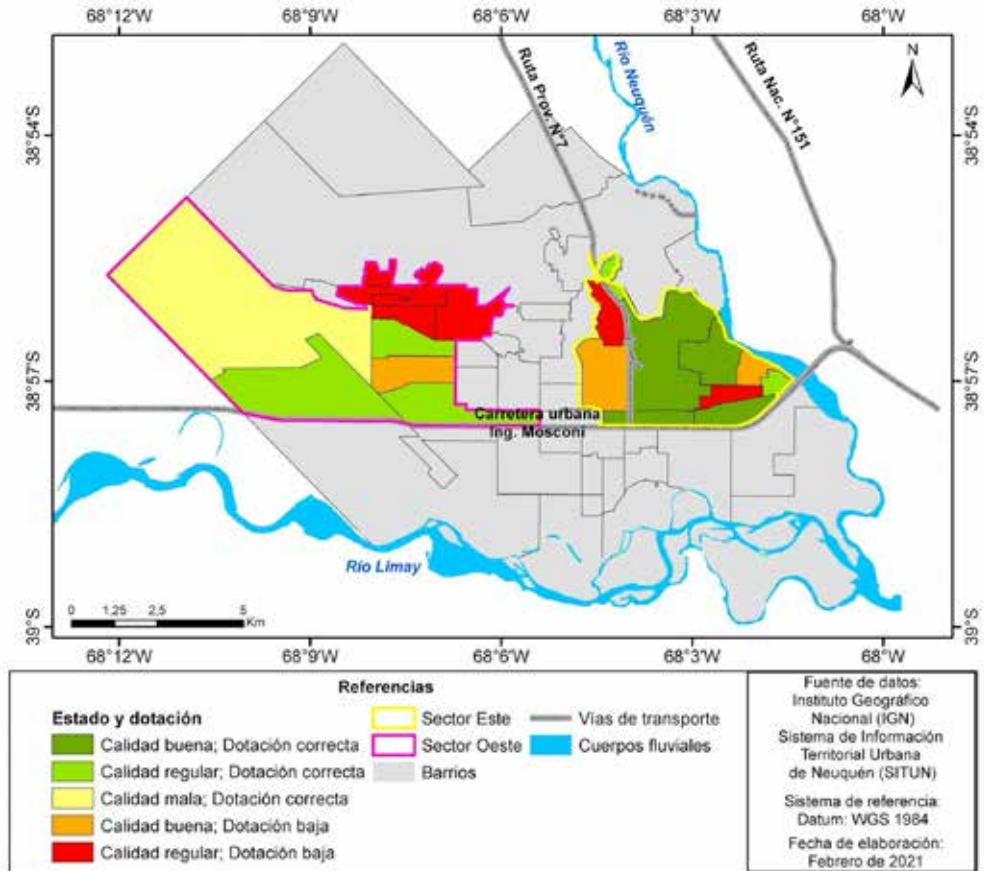 68°12'W 68°9'W 68°6'W 68°3'W 68°W
N
Ruta Prov. N°7
Río Neuquén
Ruta Nac. N°151
38°54'S 38°54'S
38°57'S 38°57'S
Carretera urbana
Ing. Mosconi
Río Limay
39°S 39°S
0 1,25 2,5 5
Km
68°12'W 68°9'W 68°6'W 68°3'W 68°W
Referencias
Estado y dotación
Calidad buena; Dotación correcta
Calidad regular; Dotación correcta
Calidad mala; Dotación correcta
Calidad buena; Dotación baja
Calidad regular; Dotación baja
Sector Este
Sector Oeste
Barrios
Vías de transporte
Cuerpos fluviales
Fuente de datos:
Instituto Geográfico
Nacional (IGN)
Sistema de Información
Territorial Urbana
de Neuquén (SITUN)
Sistema de referencia:
Datum: WGS 1984
Fecha de elaboración:
Febrero de 2021